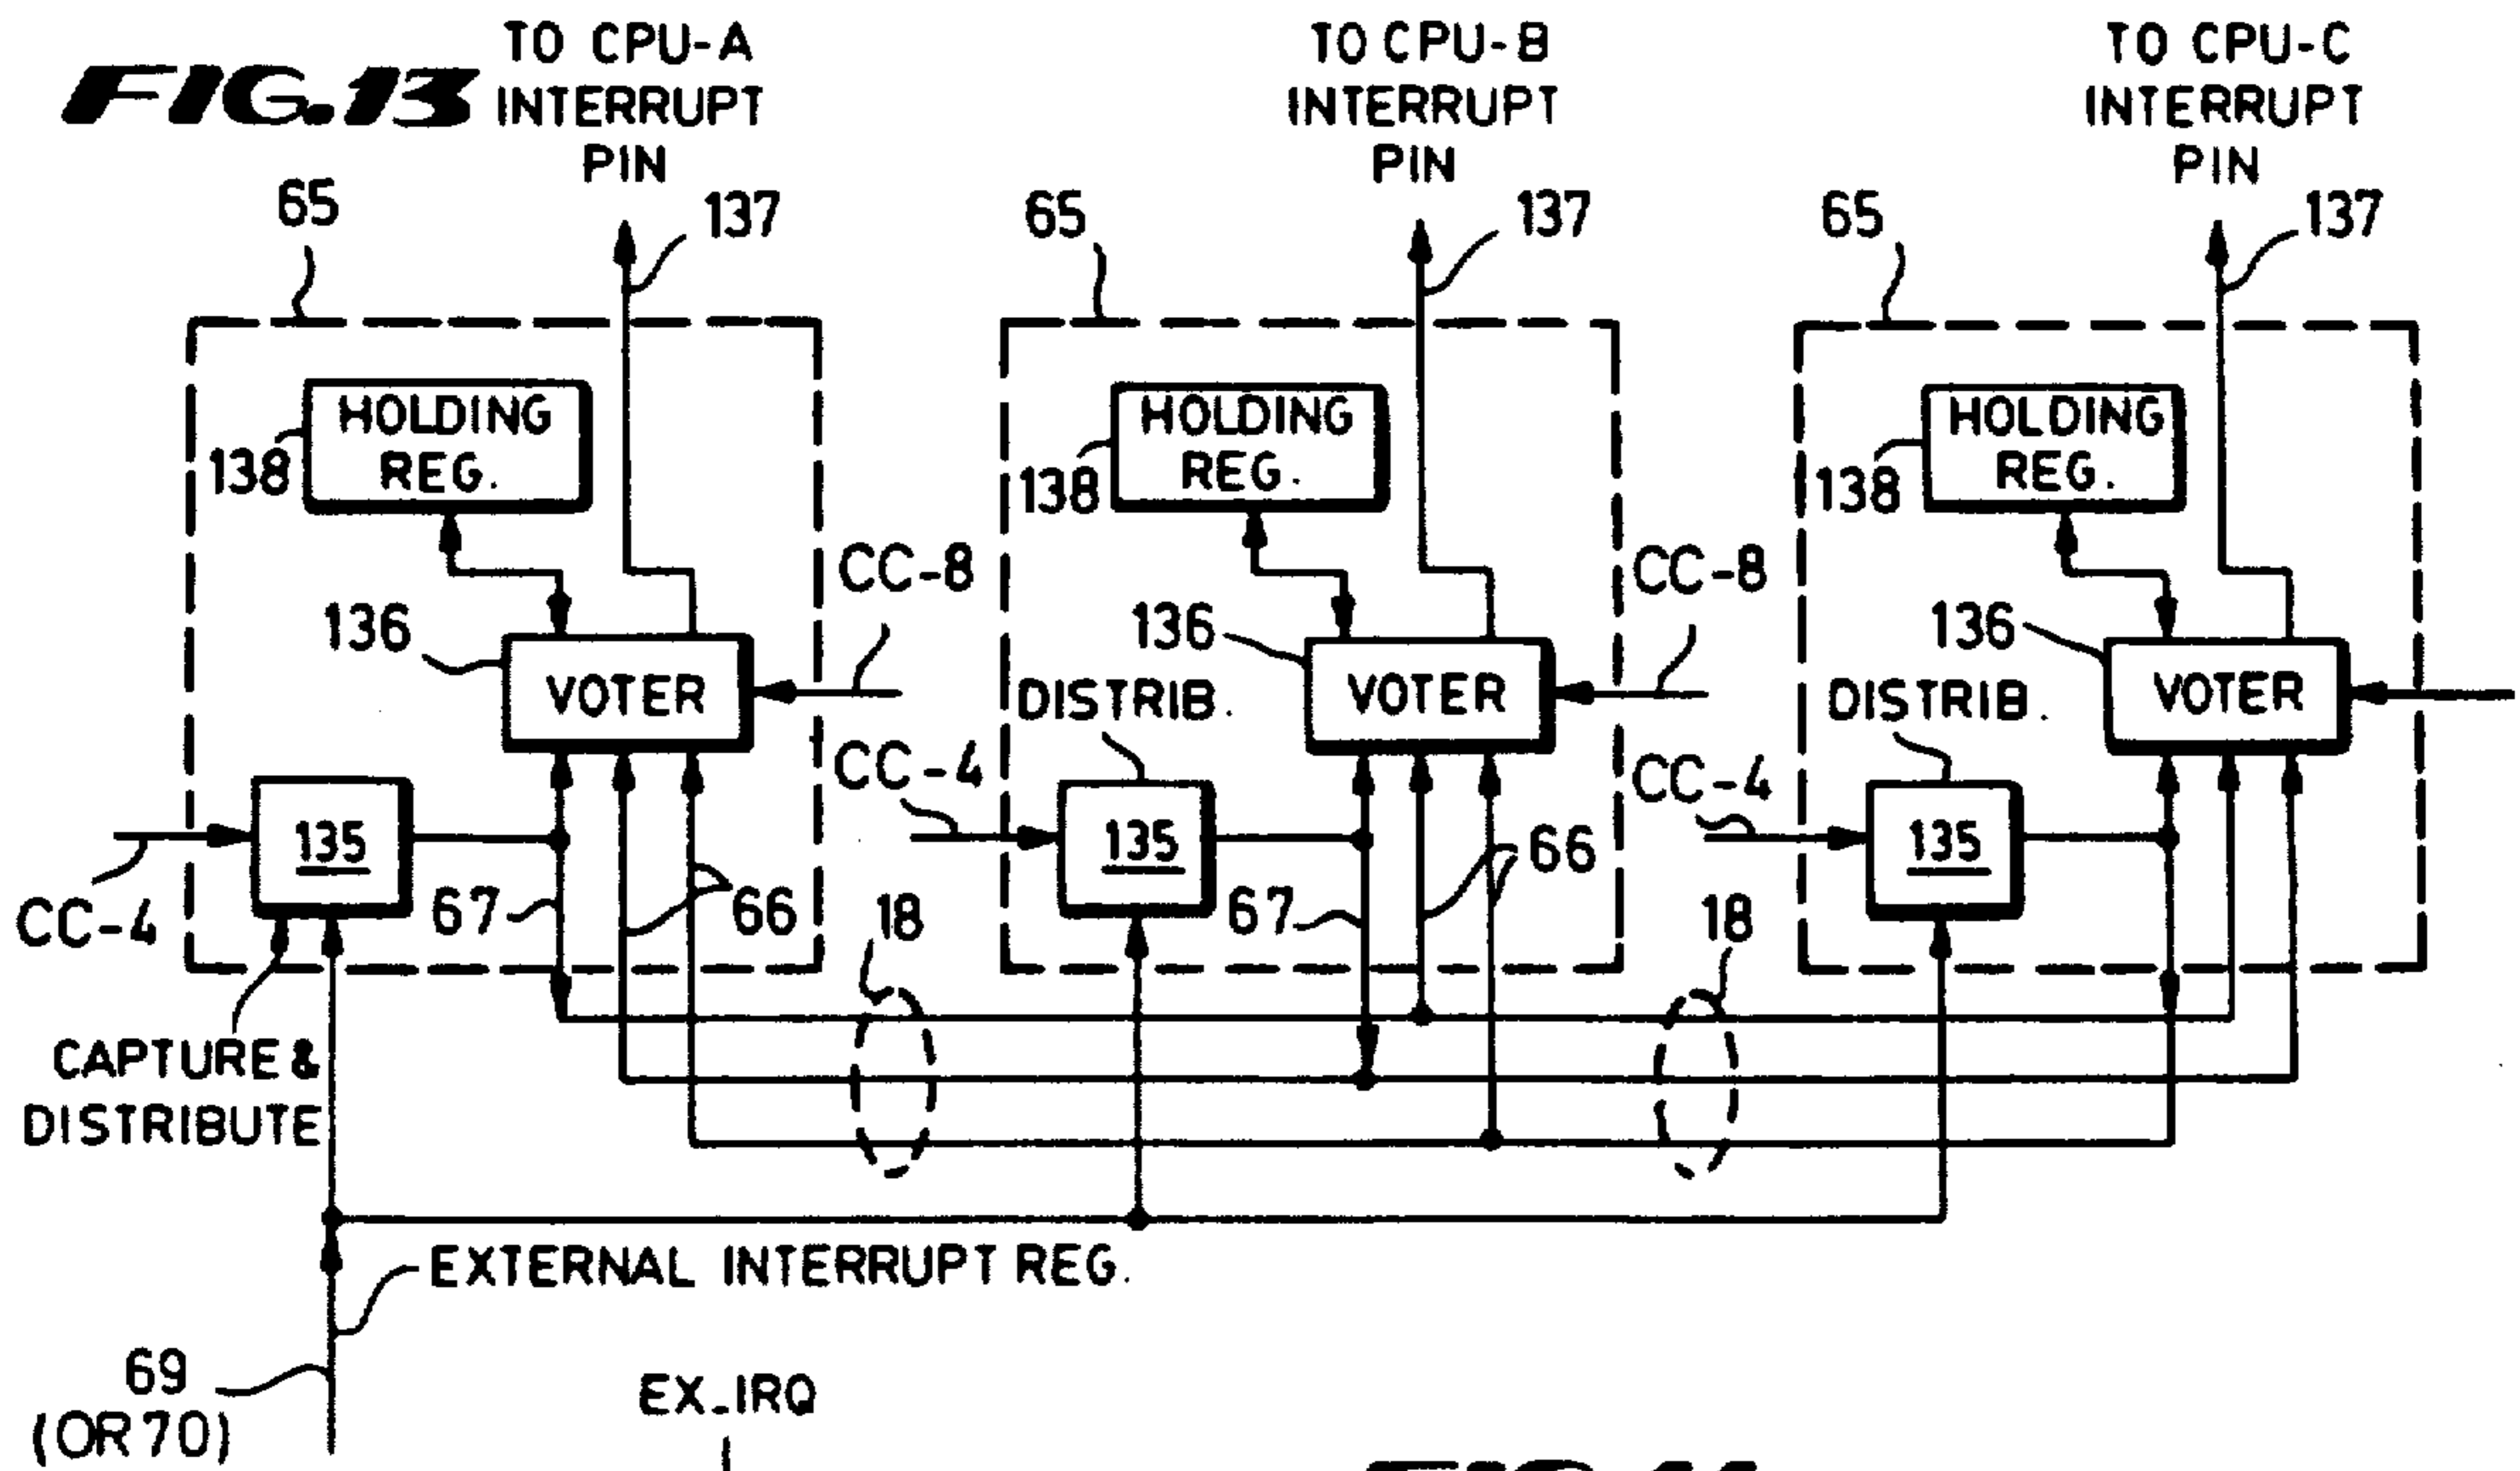 FIG.13
TO CPU-A
INTERRUPT
PIN
TO CPU-B
INTERRUPT
PIN
TO CPU-C
INTERRUPT
PIN
65
137
65
137
65
137
HOLDING
REG.
138
HOLDING
REG.
138
HOLDING
REG.
138
CC-8
CC-8
136
VOTER
136
VOTER
136
VOTER
DISTRIB.
DISTRIB.
CC-4
CC-4
CC-4
135
135
135
67
66
67
66
18
18
CAPTURE &
DISTRIBUTE
EXTERNAL INTERRUPT REG.
69
(OR 70)
EX_IRQ